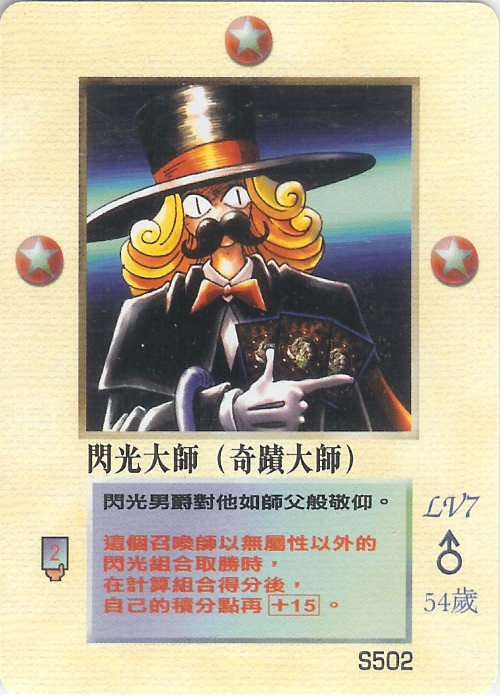 閃光大師（奇蹟大師）
閃光男爵對他如師父般敬仰。
這個召喚師以無屬性以外的
閃光組合取勝時，
在計算組合得分後，
自己的積分點再 +15 。
2
LV7
♂
54歲
S502